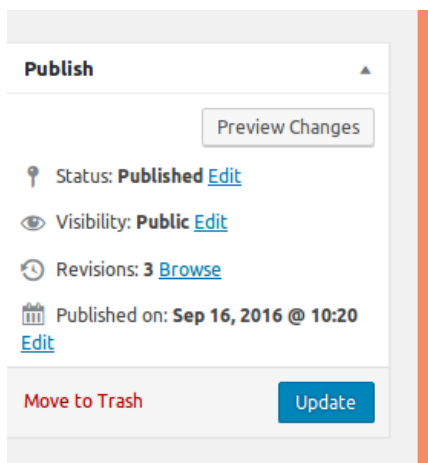 Publish
Preview Changes
Status: Published Edit
Visibility: Public Edit
Revisions: 3 Browse
Published on: Sep 16, 2016 @ 10:20
Edit
Move to Trash
Update